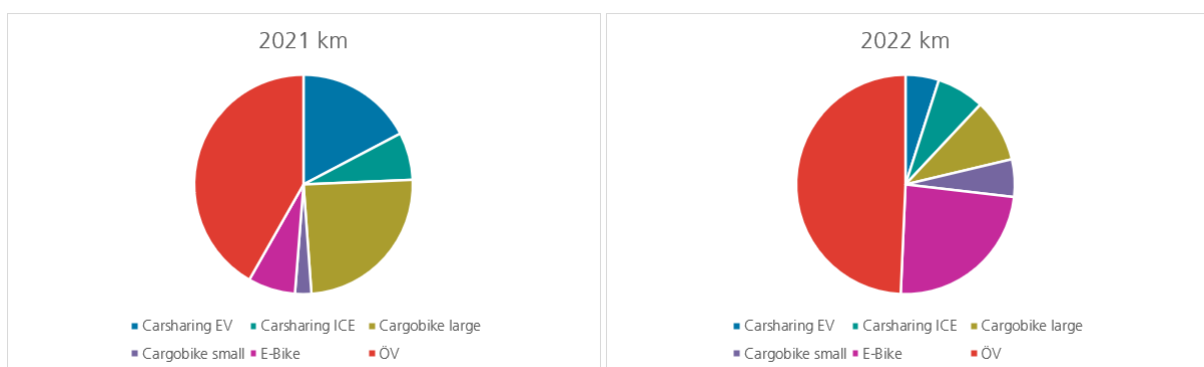 2021 km
Carsharing EV Carsharing ICE Cargobike large
Cargobike small E-Bike ÖV
2022 km
Carsharing EV Carsharing ICE Cargobike large
Cargobike small E-Bike ÖV